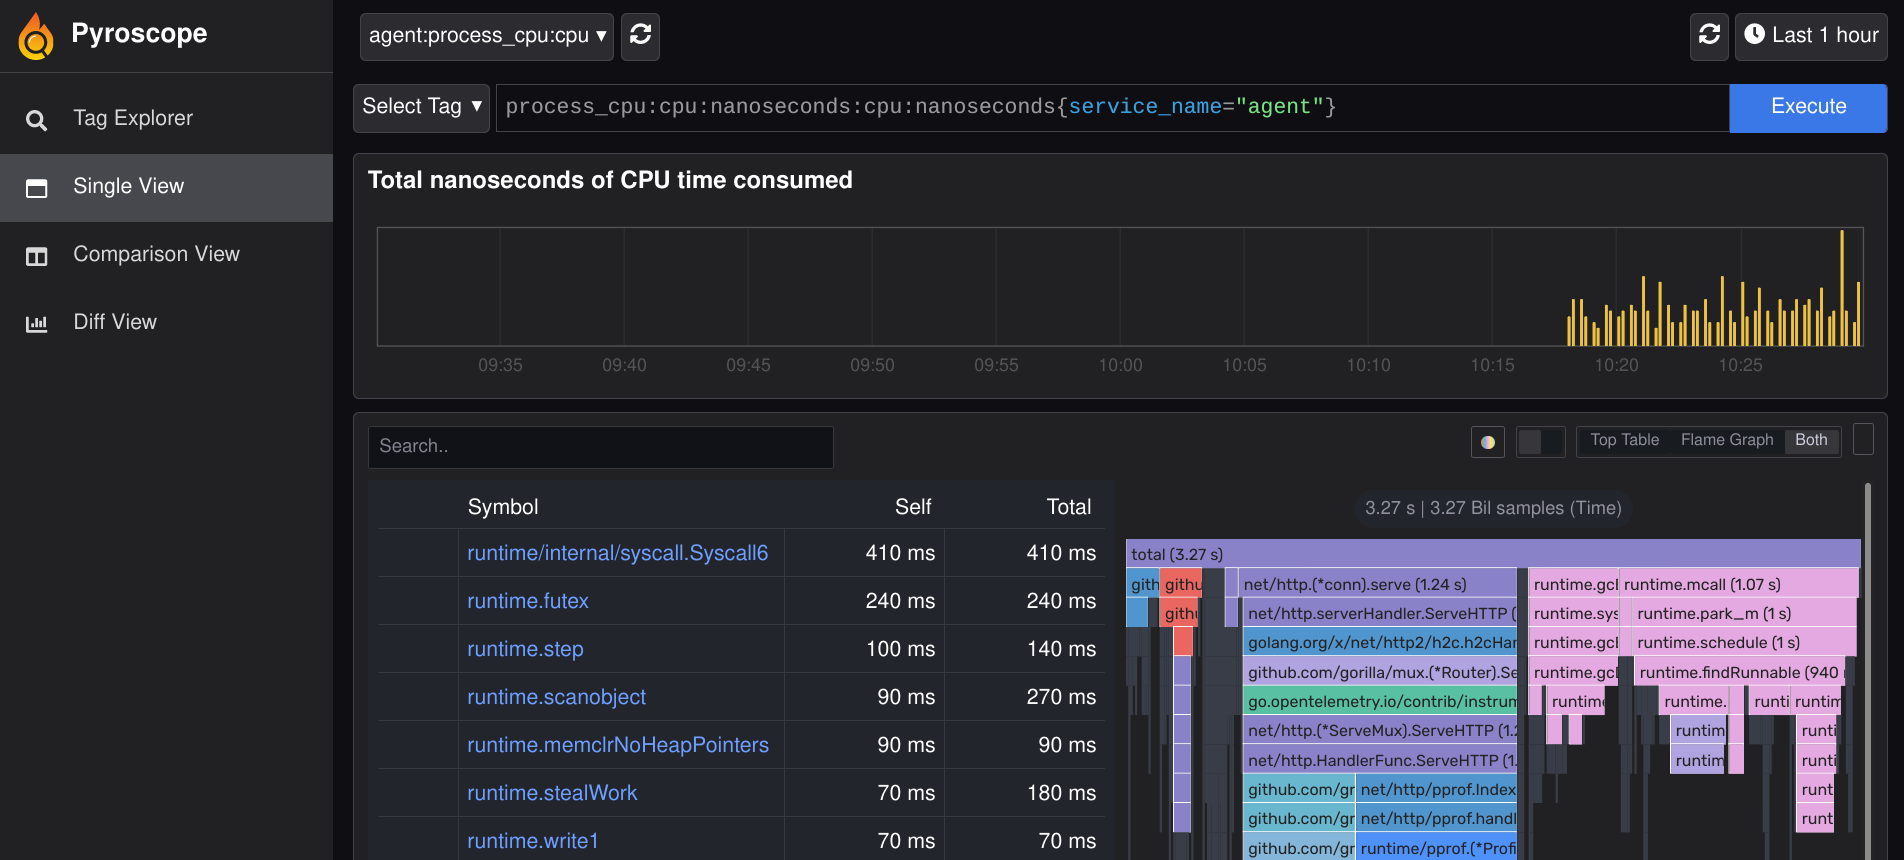 Pyroscope
Tag Explorer
Single View
Comparison View
Diff View
agent:process_cpu:cpu ▾
Last 1 hour
Select Tag ▾
process_cpu:cpu:nanoseconds:cpu:nanoseconds{service_name="agent"}
Execute
Total nanoseconds of CPU time consumed
09:35 09:40 09:45 09:50 09:55 10:00 10:05 10:10 10:15 10:20 10:25
Search..
Top Table Flame Graph Both
Symbol Self Total
runtime/internal/syscall.Syscall6 410 ms 410 ms
runtime.futex 240 ms 240 ms
runtime.step 100 ms 140 ms
runtime.scanobject 90 ms 270 ms
runtime.memclrNoHeapPointers 90 ms 90 ms
runtime.stealWork 70 ms 180 ms
runtime.write1 70 ms 70 ms
3.27 s | 3.27 Bil samples (Time)
total (3.27 s)
gith githu net/http.(*conn).serve (1.24 s) runtime.gcl runtime.mcall (1.07 s)
githu net/http.serverHandler.ServeHTTP ( runtime.sys runtime.park_m (1 s)
golang.org/x/net/http2/h2c.h2cHan runtime.gcl runtime.schedule (1 s)
github.com/gorilla/mux.(*Router).Se runtime.gcl runtime.findRunnable (940
go.opentelemetry.io/contrib/instrum runtime runtime. runti runtim
net/http.(*ServeMux).ServeHTTP (1.2 runtim runti
net/http.HandlerFunc.ServeHTTP (1. runtim runti
github.com/gr net/http/pprof.Index runt
github.com/gr net/http/pprof.handl runt
github.com/gr runtime/pprof.(*Profi